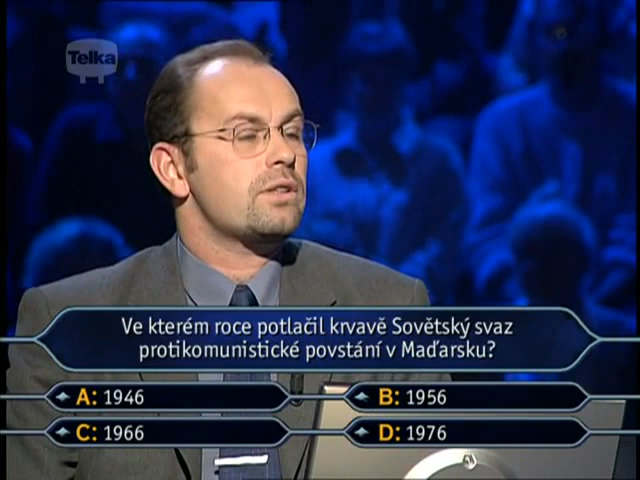 Telka
Ve kterém roce potlačil krvavě Sovětský svaz
protikomunistické povstání v Maďarsku?
A: 1946
B: 1956
C: 1966
D: 1976